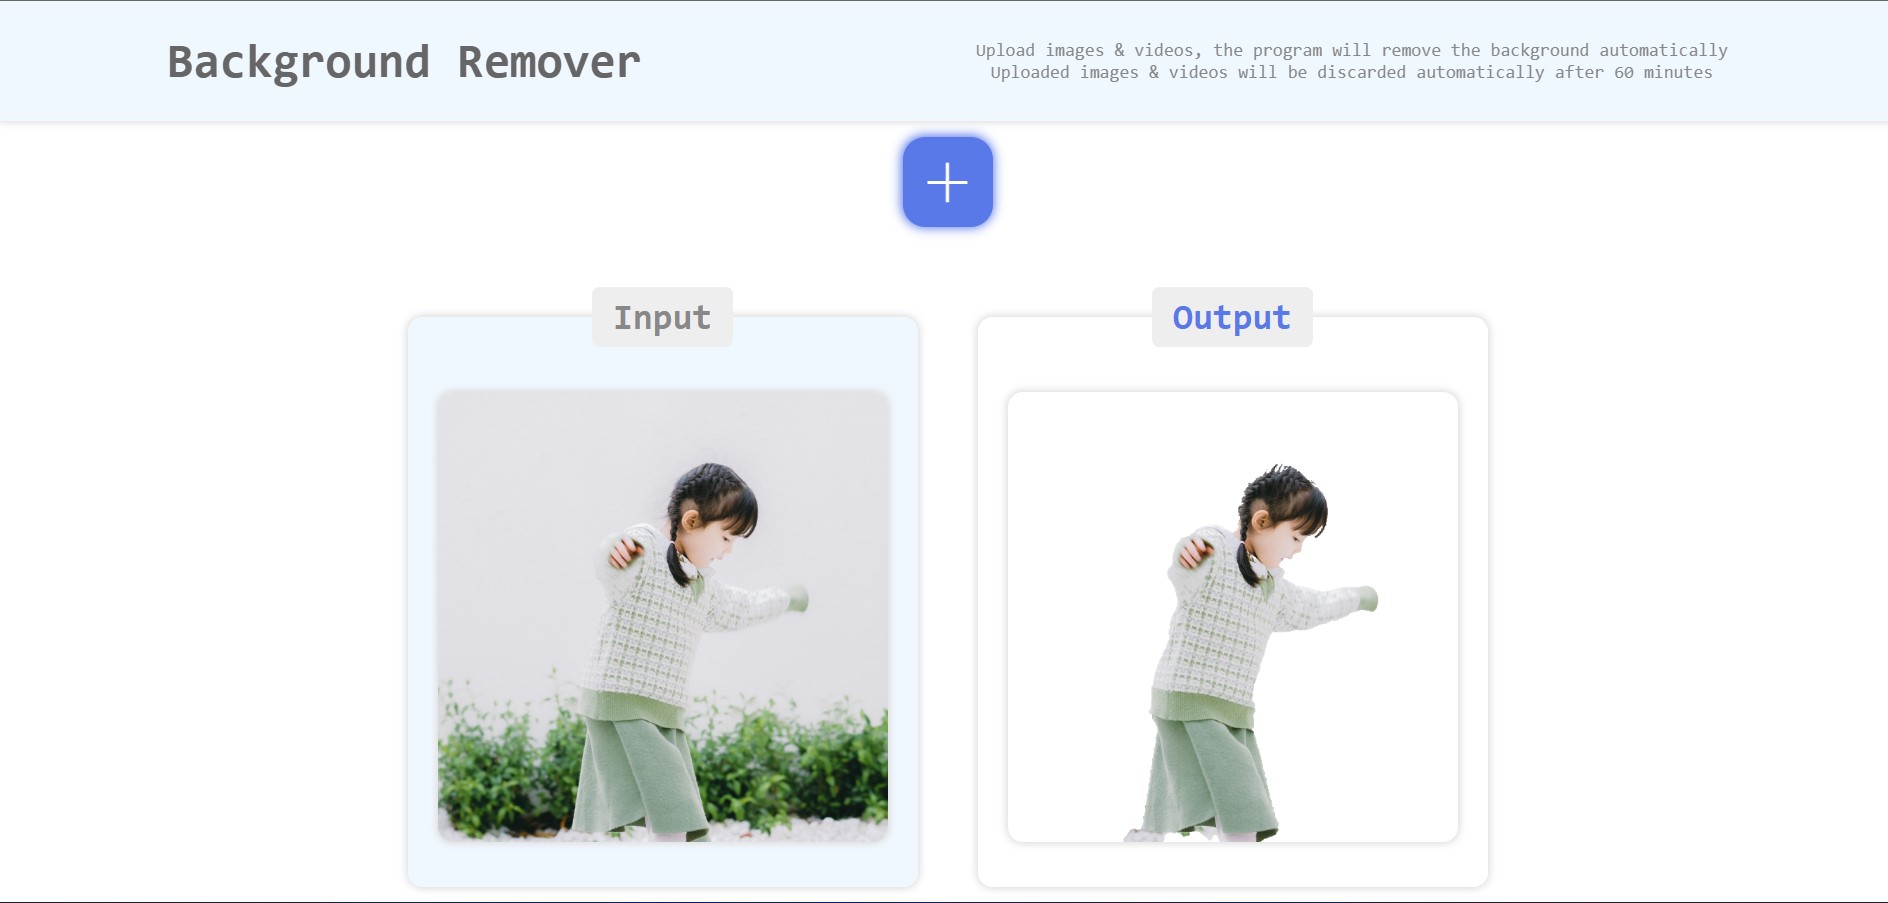 Background Remover
Upload images & videos, the program will remove the background automatically
Uploaded images & videos will be discarded automatically after 60 minutes
Input
Output